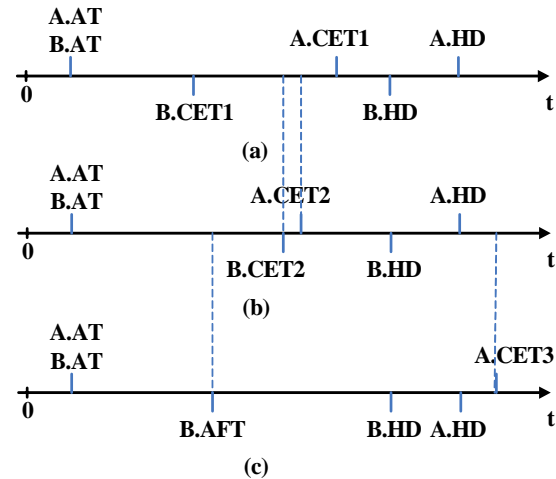 A.AT
B.AT
A.CET1
A.HD
0
B.CET1
B.HD
t
(a)
A.AT
B.AT
A.CET2
A.HD
0
B.CET2
B.HD
t
(b)
A.AT
B.AT
A.CET3
0
B.AFT
B.HD
A.HD
t
(c)